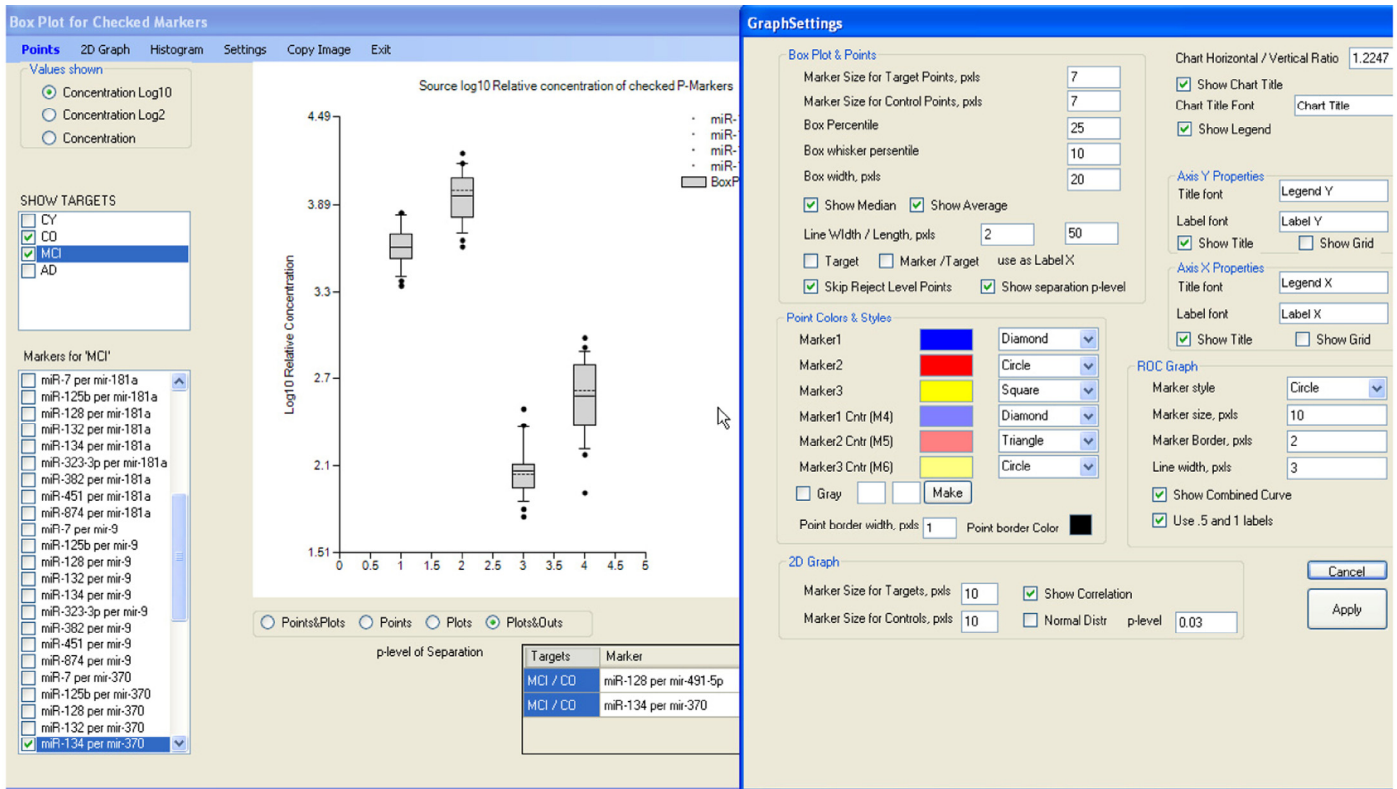 Box Plot for Checked Markers
Points 2D Graph Histogram Settings Copy Image Exit
Values shown
Concentration Log10
Concentration Log2
Concentration
SHOW TARGETS
CY
CO
MCI
AD
Markers for 'MCI'
miR-7 per mir-181a
miR-125b per mir-181a
miR-128 per mir-181a
miR-132 per mir-181a
miR-134 per mir-181a
miR-323-3p per mir-181a
miR-382 per mir-181a
miR-451 per mir-181a
miR-874 per mir-181a
miR-7 per mir-9
miR-125b per mir-9
miR-128 per mir-9
miR-132 per mir-9
miR-134 per mir-9
miR-323-3p per mir-9
miR-382 per mir-9
miR-451 per mir-9
miR-874 per mir-9
miR-7 per mir-370
miR-125b per mir-370
miR-128 per mir-370
miR-132 per mir-370
miR-134 per mir-370
Source log10 Relative concentration of checked P-Markers
miR-1
miR-1
miR-1
miR-1
BoxP
Log10 Relative Concentration
4.49
3.89
3.3
2.7
2.1
1.51
0 0.5 1 1.5 2 2.5 3 3.5 4 4.5 5
Points&Plots Points Plots Plots&Outs
p-level of Separation
Targets Marker
MCI / CO miR-128 per mir-491-5p
MCI / CO miR-134 per mir-370
GraphSettings
Box Plot & Points
Marker Size for Target Points, pxls 7
Marker Size for Control Points, pxls 7
Box Percentile 25
Box whisker persentile 10
Box width, pxls 20
Show Median Show Average
Line WIdth / Length, pxls 2 50
Target Marker /Target use as Label X
Skip Reject Level Points Show separation p-level
Point Colors & Styles
Marker1 Diamond
Marker2 Circle
Marker3 Square
Marker1 Cntr (M4) Diamond
Marker2 Cntr (M5) Triangle
Marker3 Cntr (M6) Circle
Gray Make
Point border width, pxls 1 Point border Color
2D Graph
Marker Size for Targets, pxls 10 Show Correlation
Marker Size for Controls, pxls 10 Normal Distr p-level 0.03
Chart Horizontal / Vertical Ratio 1.2247
Show Chart Title
Chart Title Font Chart Title
Show Legend
Axis Y Properties
Title font Legend Y
Label font Label Y
Show Title Show Grid
Axis X Properties
Title font Legend X
Label font Label X
Show Title Show Grid
ROC Graph
Marker style Circle
Marker size, pxls 10
Marker Border, pxls 2
Line width, pxls 3
Show Combined Curve
Use .5 and 1 labels
Cancel
Apply